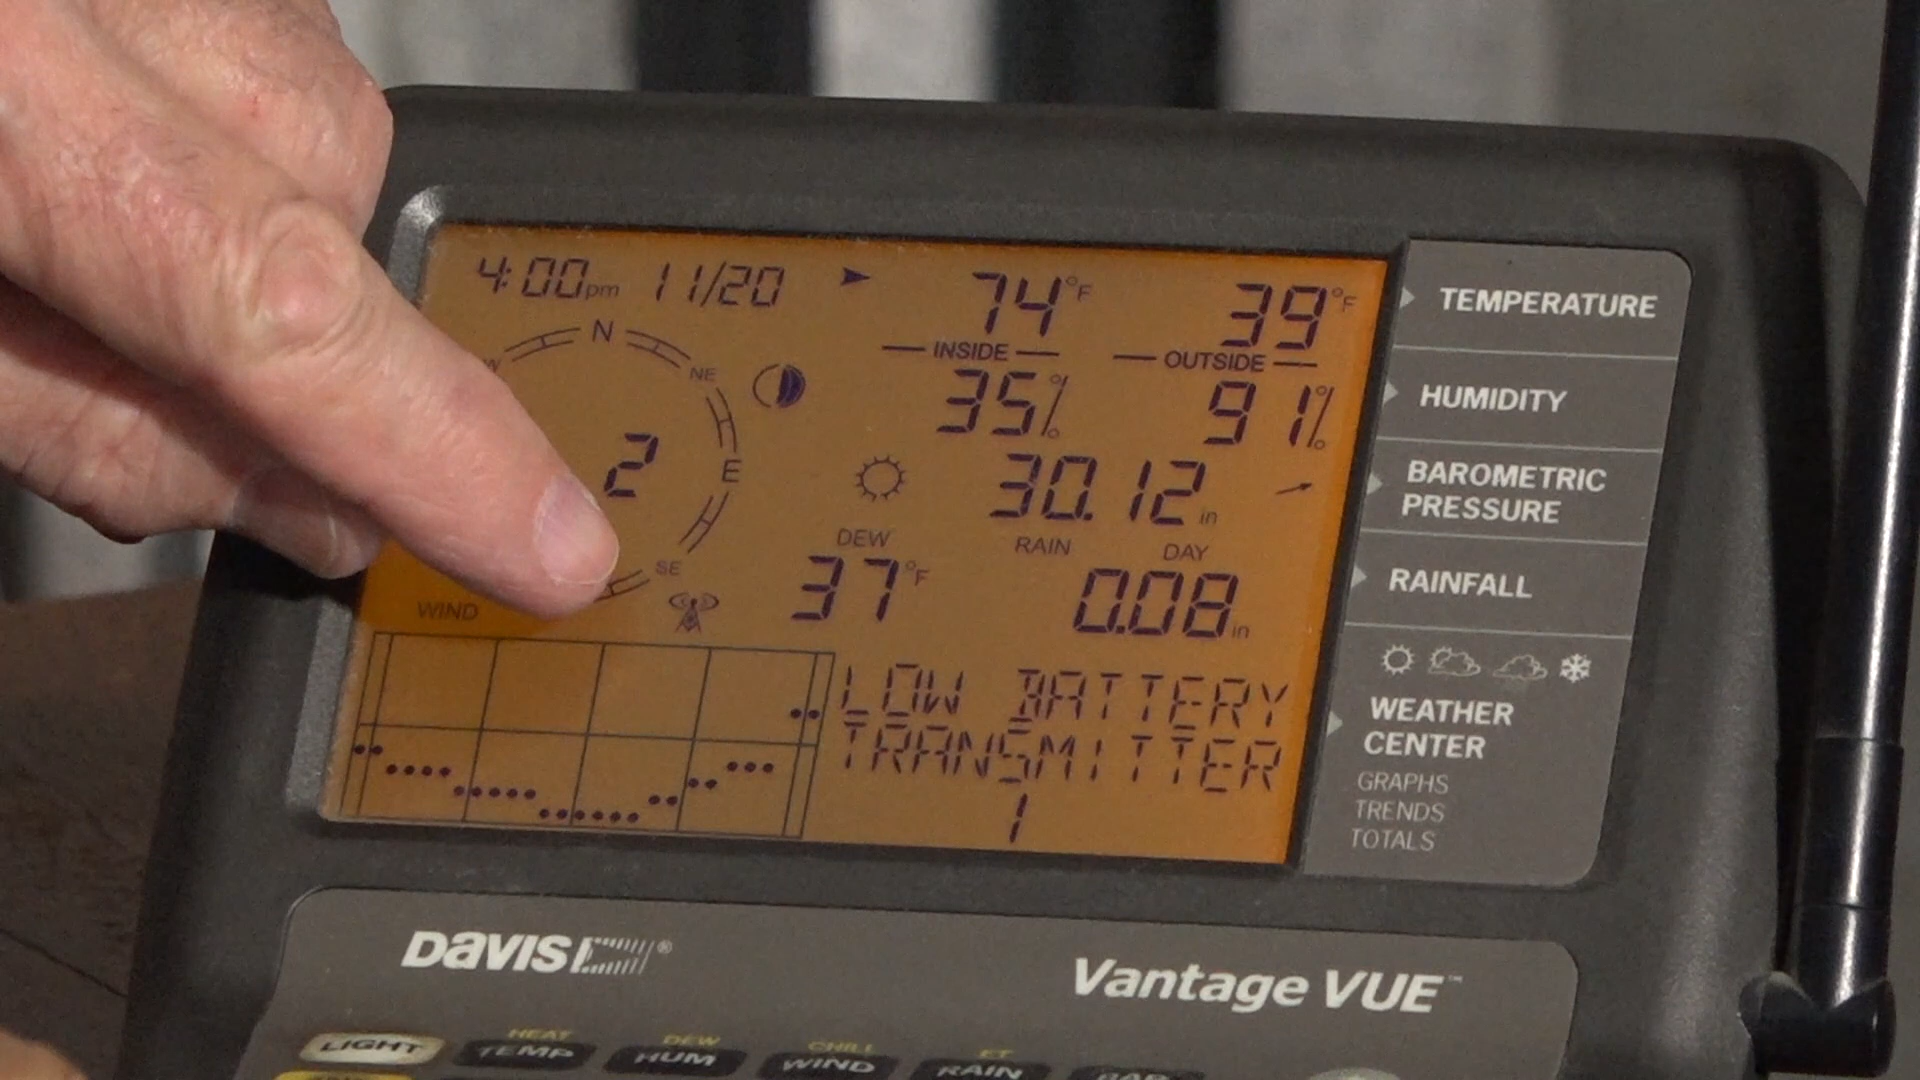 4:00pm 11/20
74°F
39°F
INSIDE
OUTSIDE
35%
91%
N
NE
E
SE
2
30.12 in
DEW
RAIN DAY
37°F
0.08 in
WIND
LOW BATTERY
TRANSMITTER
1
TEMPERATURE
HUMIDITY
BAROMETRIC
PRESSURE
RAINFALL
WEATHER
CENTER
GRAPHS
TRENDS
TOTALS
DAVIS®
Vantage VUE™
HEAT DEW CHILL ET
LIGHT TEMP HUM WIND RAIN